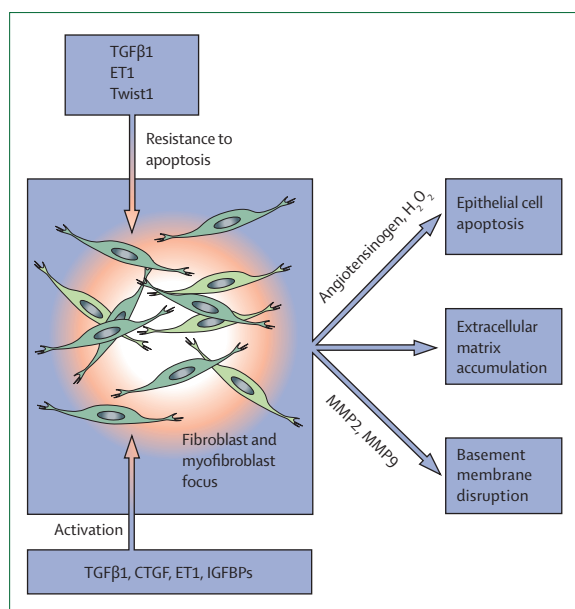 TGFβ1
ET1
Twist1
Resistance to
apoptosis
Angiotensinogen, H₂O₂
Epithelial cell
apoptosis
Extracellular
matrix
accumulation
MMP2, MMP9
Basement
membrane
disruption
Fibroblast and
myofibroblast
focus
Activation
TGFβ1, CTGF, ET1, IGFBPs